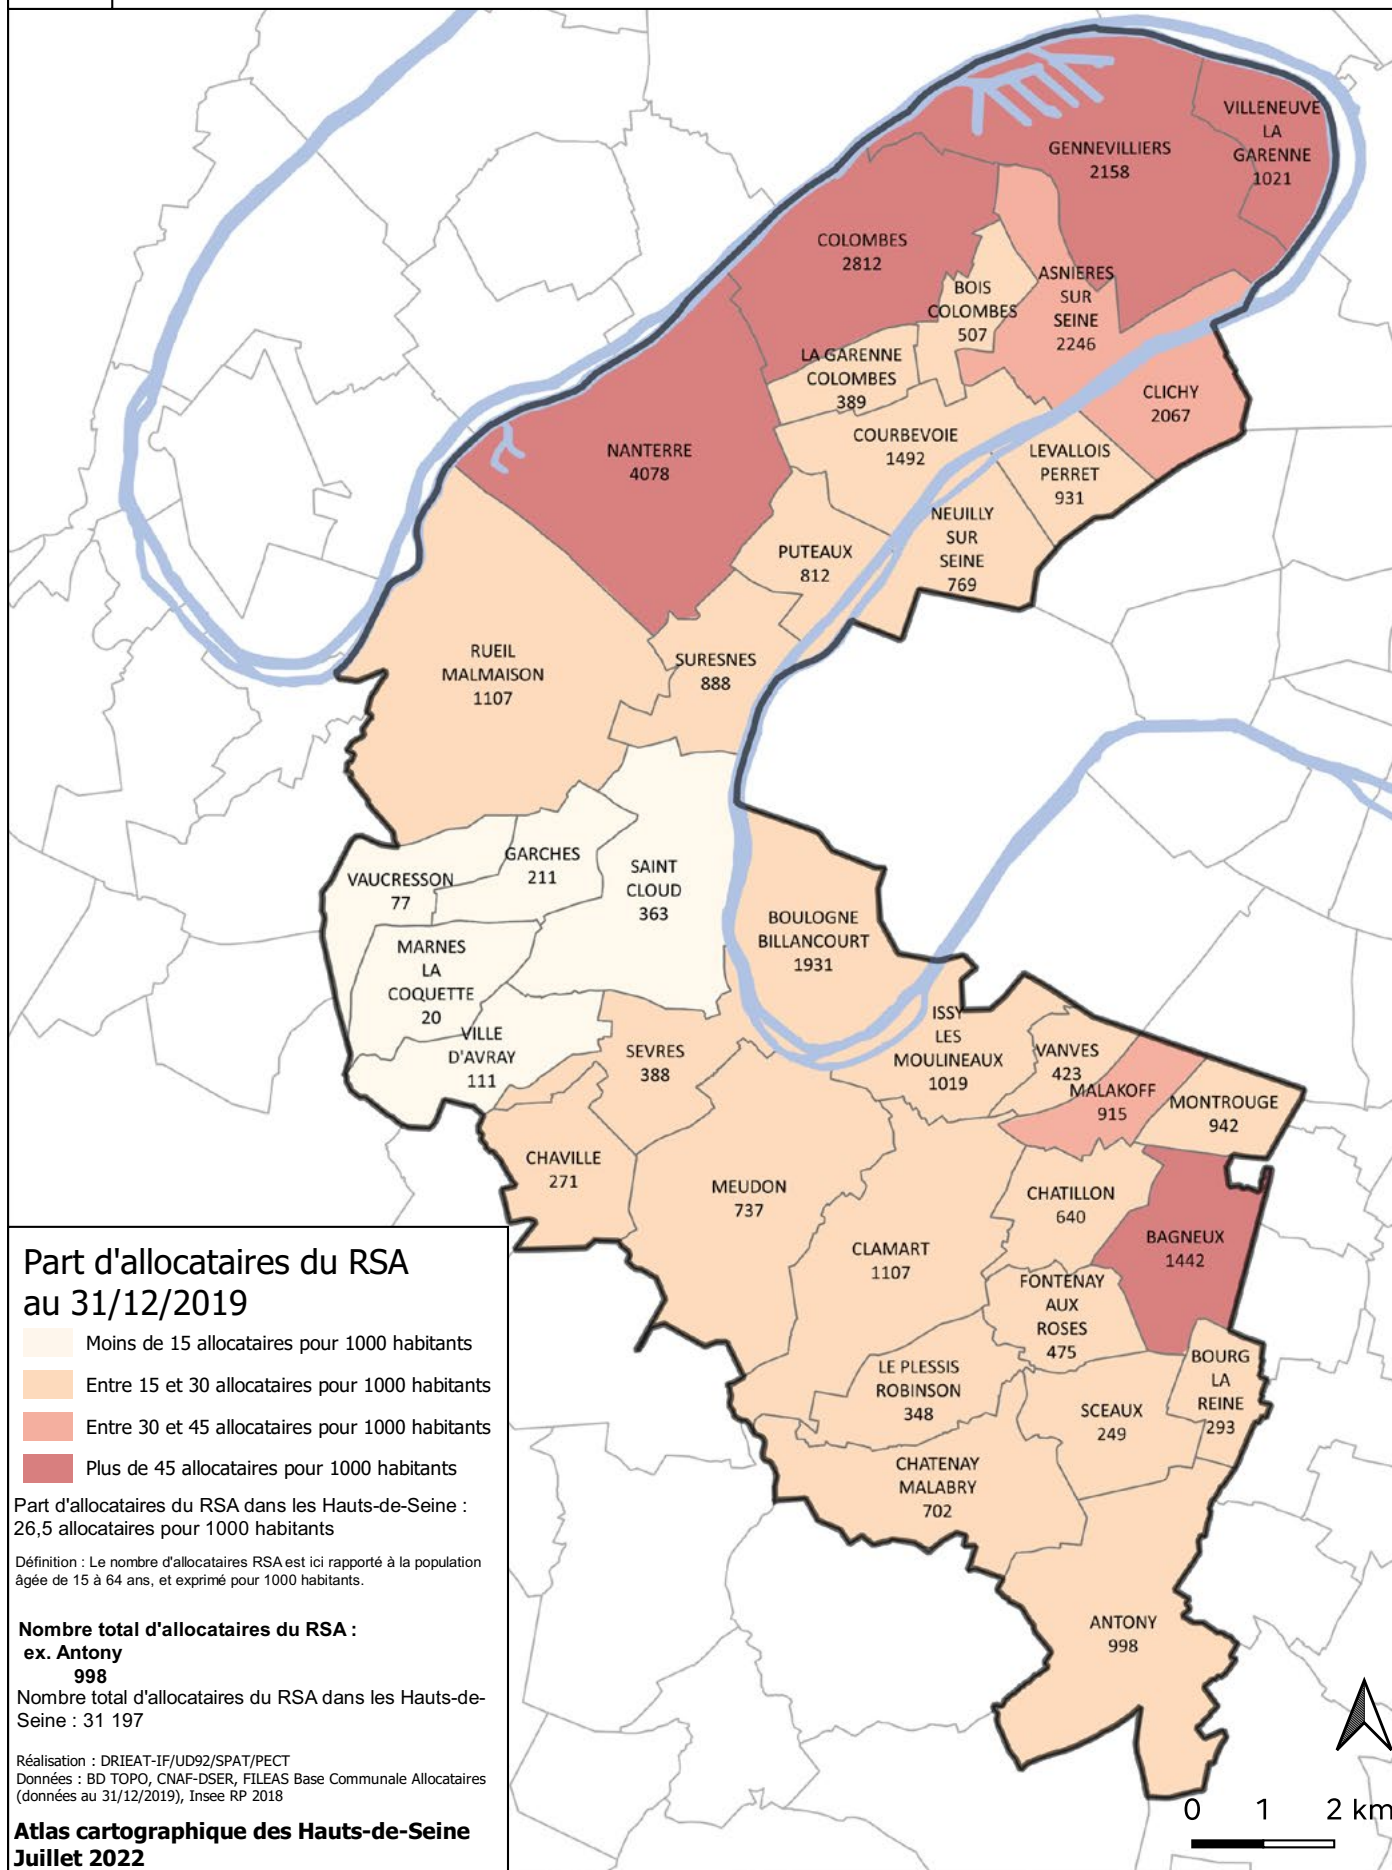 VILLENEUVE
LA
GARENNE
1021
GENNEVILLIERS
2158
COLOMBES
2812
BOIS
COLOMBES
507
ASNIERES
SUR
SEINE
2246
LA GARENNE
COLOMBES
389
CLICHY
2067
NANTERRE
4078
COURBEVOIE
1492
LEVALLOIS
PERRET
931
NEUILLY
SUR
SEINE
769
PUTEAUX
812
RUEIL
MALMAISON
1107
SURESNES
888
GARCHES
211
VAUCRESSON
77
SAINT
CLOUD
363
BOULOGNE
BILLANCOURT
1931
MARNES
LA
COQUETTE
20
VILLE
D'AVRAY
111
SEVRES
388
ISSY
LES
MOULINEAUX
1019
VANVES
423
MALAKOFF
915
MONTROUGE
942
CHAVILLE
271
MEUDON
737
CHATILLON
640
BAGNEUX
1442
CLAMART
1107
FONTENAY
AUX
ROSES
475
BOURG
LA
REINE
293
LE PLESSIS
ROBINSON
348
SCEAUX
249
CHATENAY
MALABRY
702
ANTONY
998
Part d'allocataires du RSA
au 31/12/2019
Moins de 15 allocataires pour 1000 habitants
Entre 15 et 30 allocataires pour 1000 habitants
Entre 30 et 45 allocataires pour 1000 habitants
Plus de 45 allocataires pour 1000 habitants
Part d'allocataires du RSA dans les Hauts-de-Seine :
26,5 allocataires pour 1000 habitants
Définition : Le nombre d'allocataires RSA est ici rapporté à la population
âgée de 15 à 64 ans, et exprimé pour 1000 habitants.
Nombre total d'allocataires du RSA :
ex. Antony
998
Nombre total d'allocataires du RSA dans les Hauts-de-
Seine : 31 197
Réalisation : DRIEAT-IF/UD92/SPAT/PECT
Données : BD TOPO, CNAF-DSER, FILEAS Base Communale Allocataires
(données au 31/12/2019), Insee RP 2018
Atlas cartographique des Hauts-de-Seine
Juillet 2022
0 1 2 km